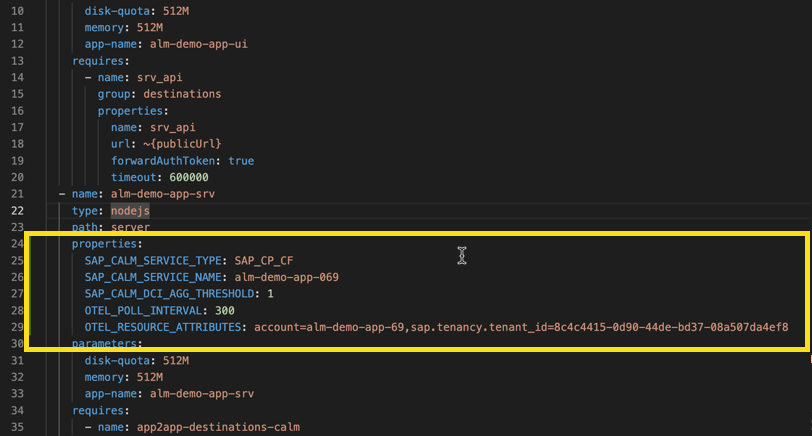 10 disk-quota: 512M
11 memory: 512M
12 app-name: alm-demo-app-ui
13 requires:
14 - name: srv_api
15 group: destinations
16 properties:
17 name: srv_api
18 url: ~{publicUrl}
19 forwardAuthToken: true
20 timeout: 600000
21 - name: alm-demo-app-srv
22 type: nodejs
23 path: server
24 properties:
25 SAP_CALM_SERVICE_TYPE: SAP_CP_CF
26 SAP_CALM_SERVICE_NAME: alm-demo-app-069
27 SAP_CALM_DCI_AGG_THRESHOLD: 1
28 OTEL_POLL_INTERVAL: 300
29 OTEL_RESOURCE_ATTRIBUTES: account=alm-demo-app-69,sap.tenancy.tenant_id=8c4c4415-0d90-44de-bd37-08a507da4ef8
30 parameters:
31 disk-quota: 512M
32 memory: 512M
33 app-name: alm-demo-app-srv
34 requires:
35 - name: app2app-destinations-calm